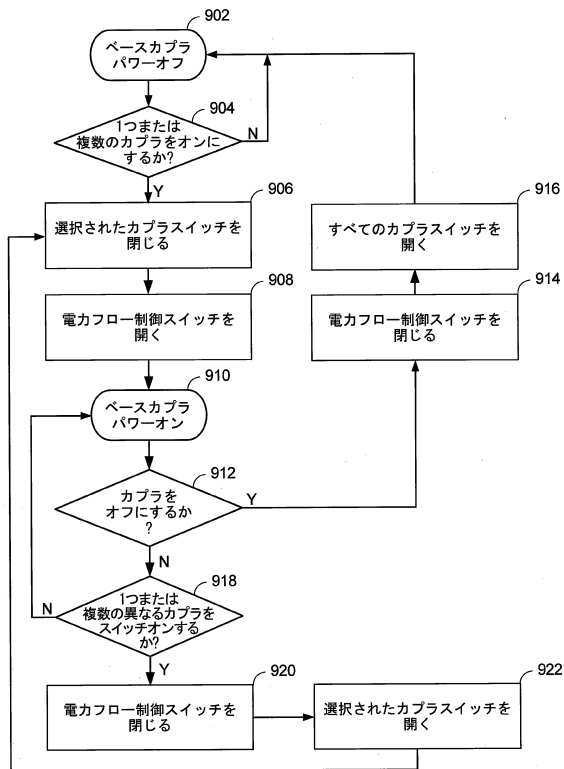 902
ベースカプラ
パワーオフ
904
1つまたは
複数のカプラをオンに
するか?
N
Y
906
選択されたカプラスイッチを
閉じる
916
すべてのカプラスイッチを
開く
908
電力フロー制御スイッチを
開く
914
電力フロー制御スイッチを
閉じる
910
ベースカプラ
パワーオン
912
カプラを
オフにするか
?
Y
N
918
1つまたは
複数の異なるカプラを
スイッチオンする
か?
N
Y
920
電力フロー制御スイッチを
閉じる
922
選択されたカプラスイッチを
開く